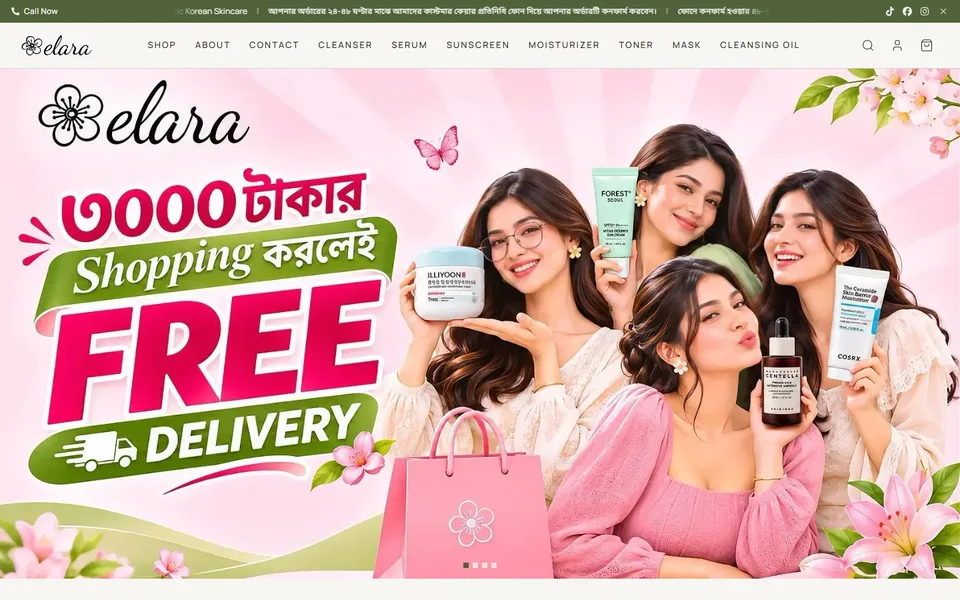 Call Now
Korean Skincare | আপনার অর্ডারের ২৪-৪৮ ঘণ্টার মাঝে আমাদের কাস্টমার কেয়ার প্রতিনিধি ফোন দিয়ে আপনার অর্ডারটি কনফার্ম করবেন। | ফোনে কনফার্ম হওয়ার
elara
SHOP ABOUT CONTACT CLEANSER SERUM SUNSCREEN MOISTURIZER TONER MASK CLEANSING OIL
elara
৩০০০ টাকার
Shopping করলেই
FREE
DELIVERY
ILLIYOON
FOREST°
SEOUL
The Ceramide
Skin Barrier
Moisturizer
COSRX
CENTELLA